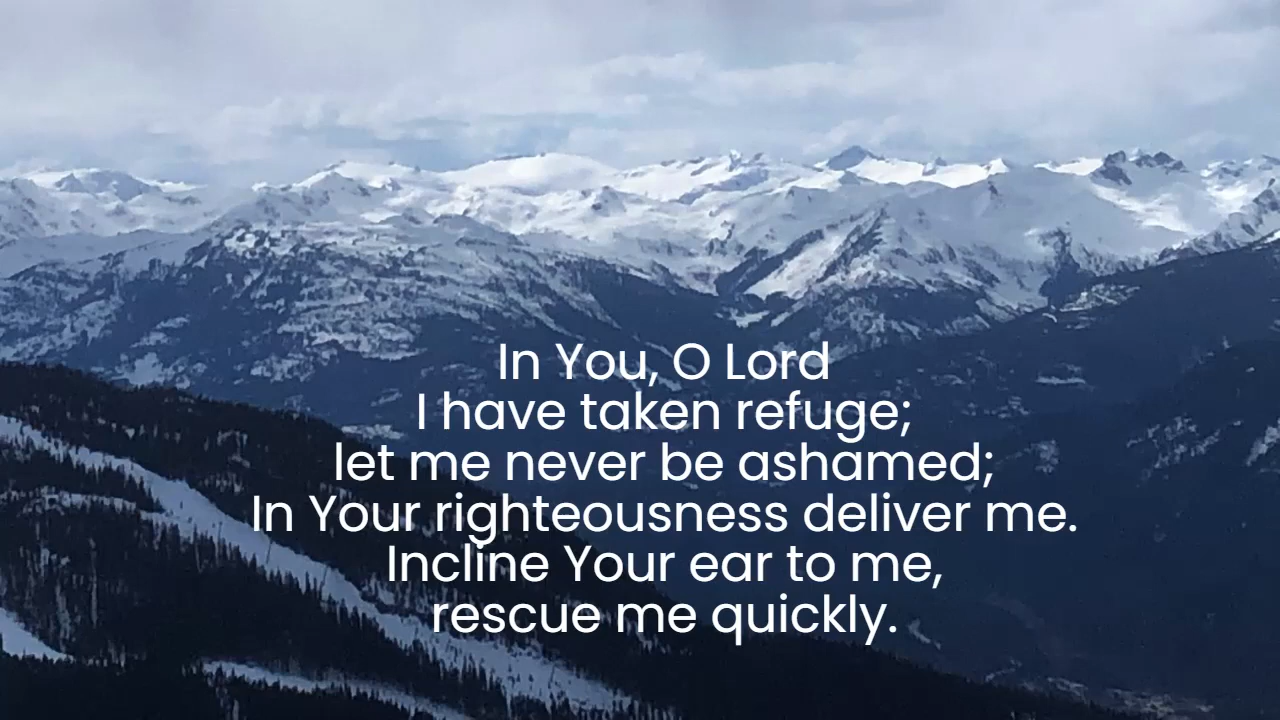 In You, O Lord
I have taken refuge;
let me never be ashamed;
In Your righteousness deliver me.
Incline Your ear to me,
rescue me quickly.